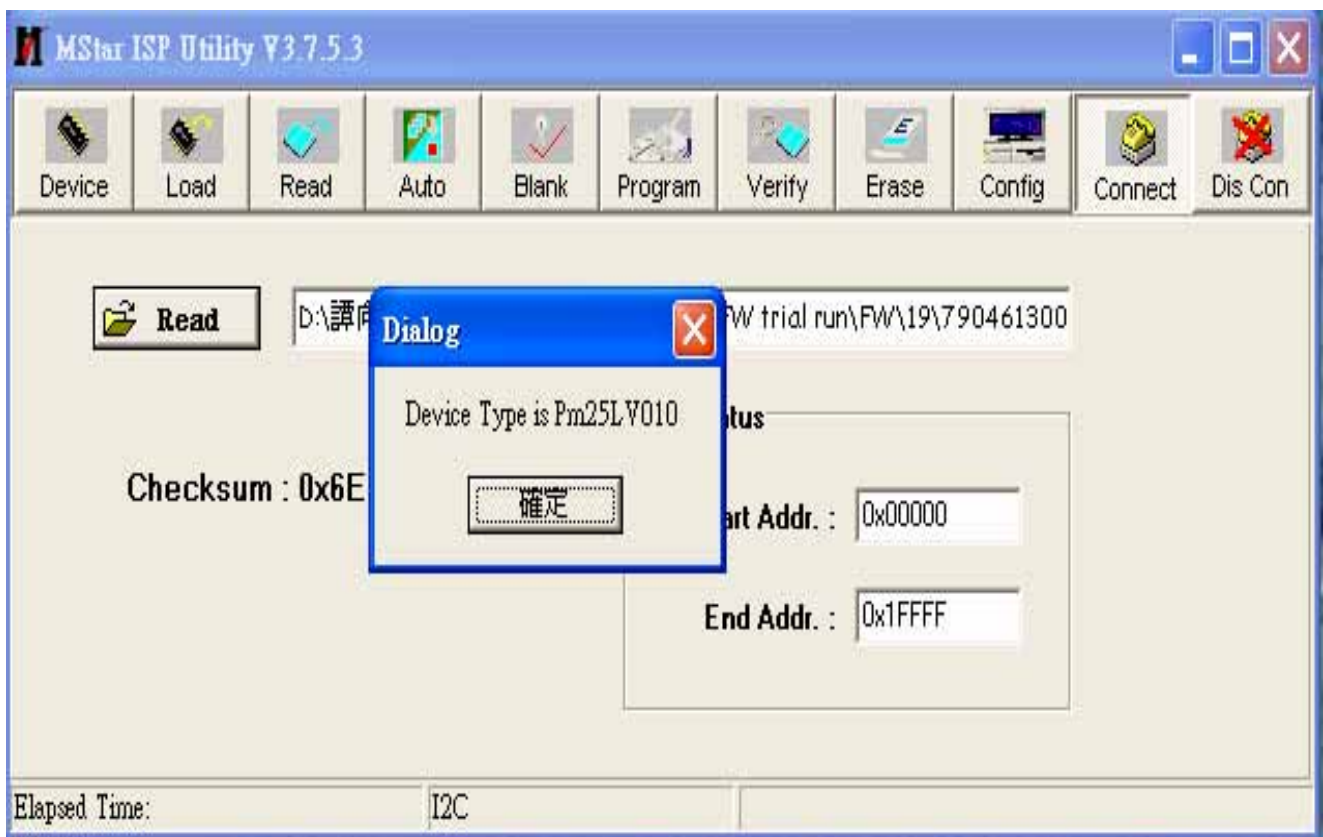 MStar ISP Utility V3.7.5.3
Device Load Read Auto Blank Program Verify Erase Config Connect Dis Con
Read D:\譚 FW trial run\FW\19\790461300
Dialog
Device Type is Pm25LV010
確定
Checksum : 0x6E
tus
art Addr. : 0x00000
End Addr. : 0x1FFFF
Elapsed Time: I2C